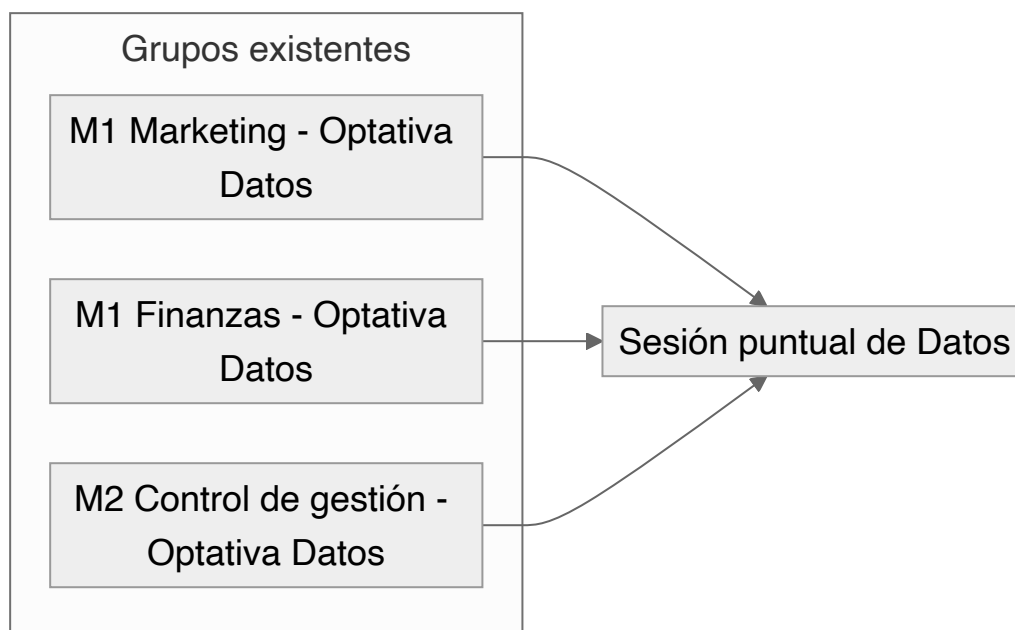 Grupos existentes
M1 Marketing - Optativa
Datos
M1 Finanzas - Optativa
Datos
Sesión puntual de Datos
M2 Control de gestión -
Optativa Datos